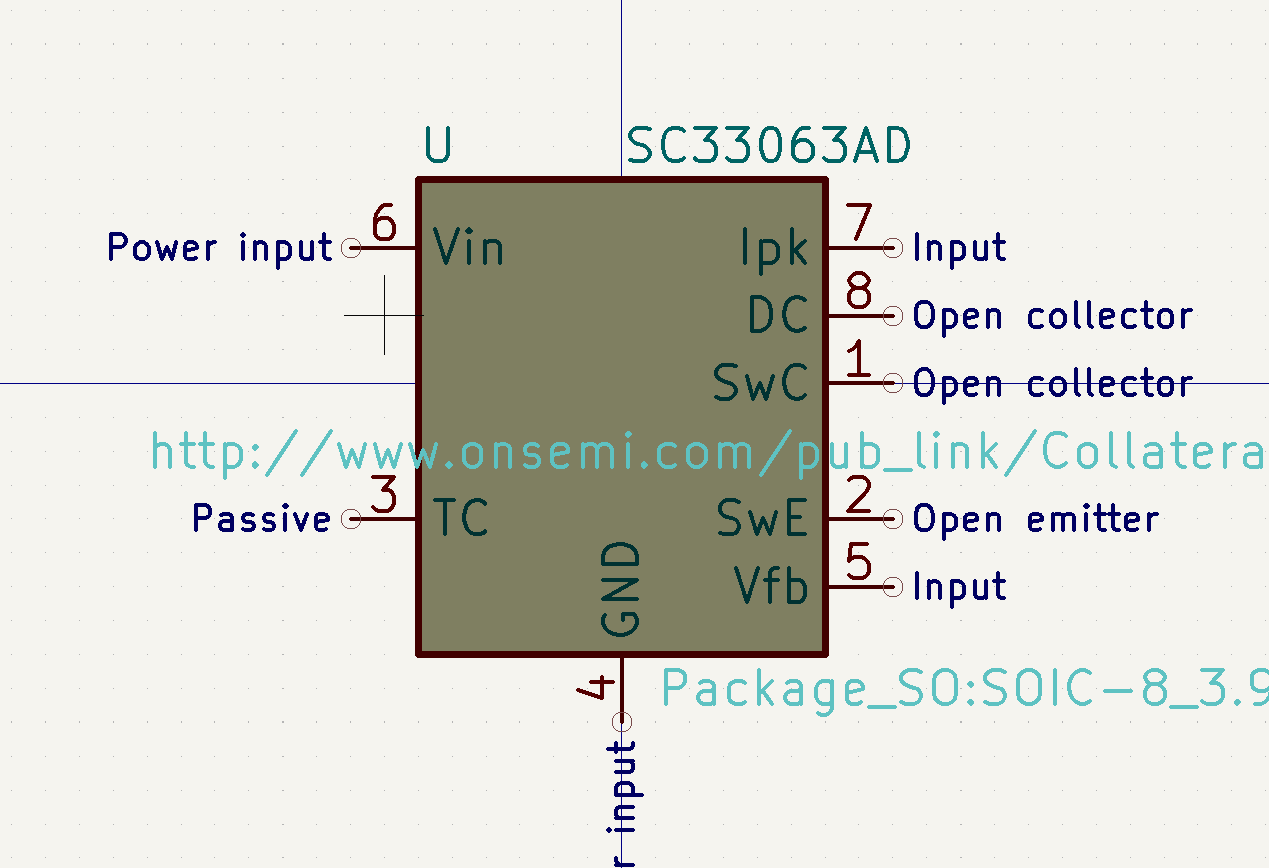 U SC33063AD
6 7
Power input Vin Ipk Input
8
DC Open collector
1
SwC Open collector
http://www.onsemi.com/pub_link/Collatera
3 2
Passive TC SwE Open emitter
5
Vfb Input
GND
4
Package_SO:SOIC-8_3.9
r input